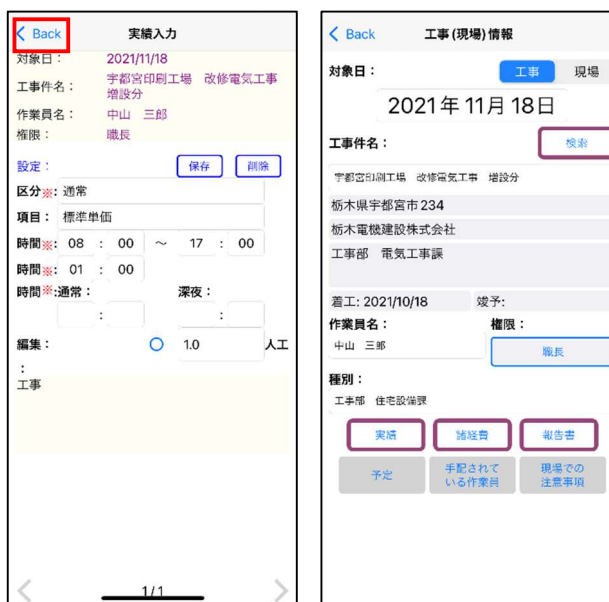 Back
実績入力
対象日：
2021/11/18
工事件名：
宇都宮印刷工場 改修電気工事
増設分
作業員名：
中山 三郎
権限：
職長
設定：
保存
削除
区分※:
通常
項目：
標準単価
時間※: 08 : 00 ～ 17 : 00
時間※: 01 : 00
時間※:通常： 深夜：
: :
編集：
1.0
人工
：
工事
1/1
Back
工事(現場)情報
対象日：
工事
現場
2021年 11月 18日
工事件名：
検索
宇都宮印刷工場 改修電気工事 増設分
栃木県宇都宮市 234
栃木電機建設株式会社
工事部 電気工事課
着工: 2021/10/18
竣予:
作業員名：
権限：
中山 三郎
職長
種別：
工事部 住宅設備課
実績
諸経費
報告書
予定
手配されて
いる作業員
現場での
注意事項